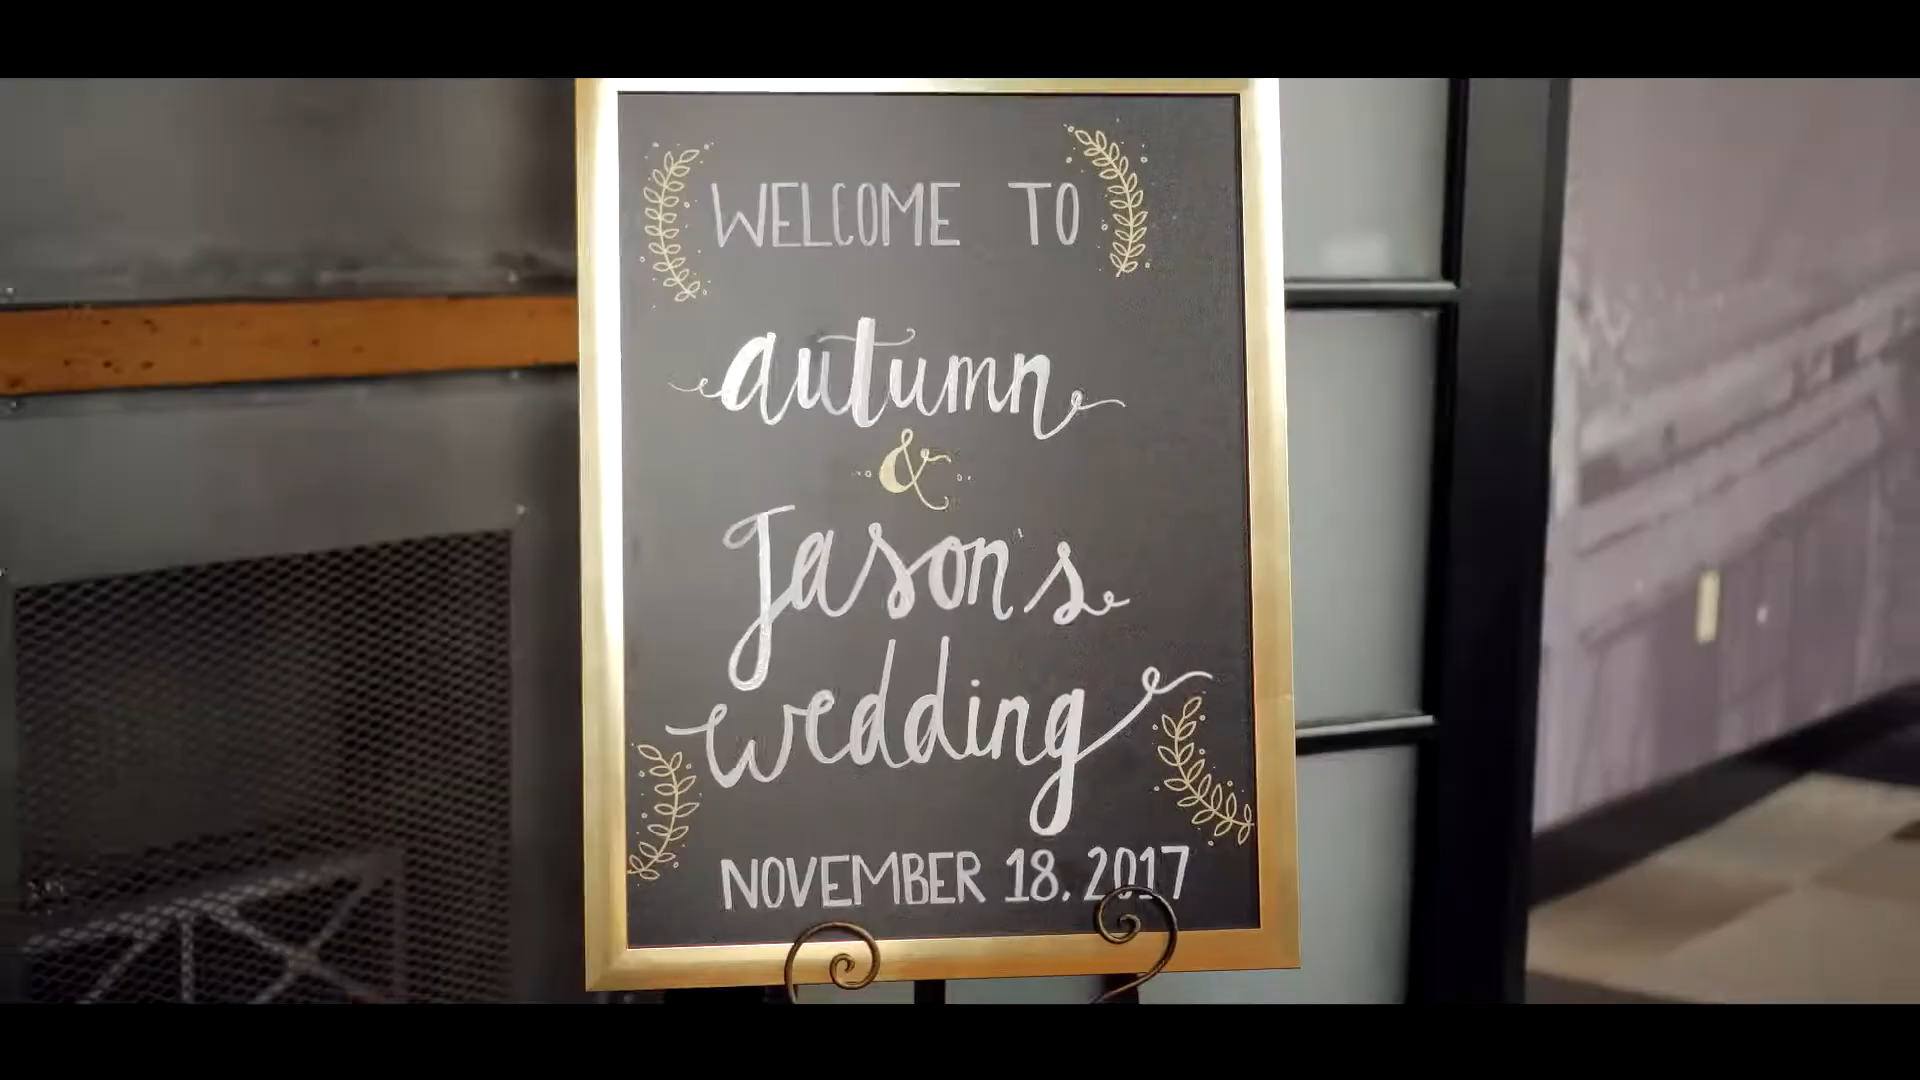 WELCOME TO
autumn
&
Jason's
wedding
NOVEMBER 18, 2017